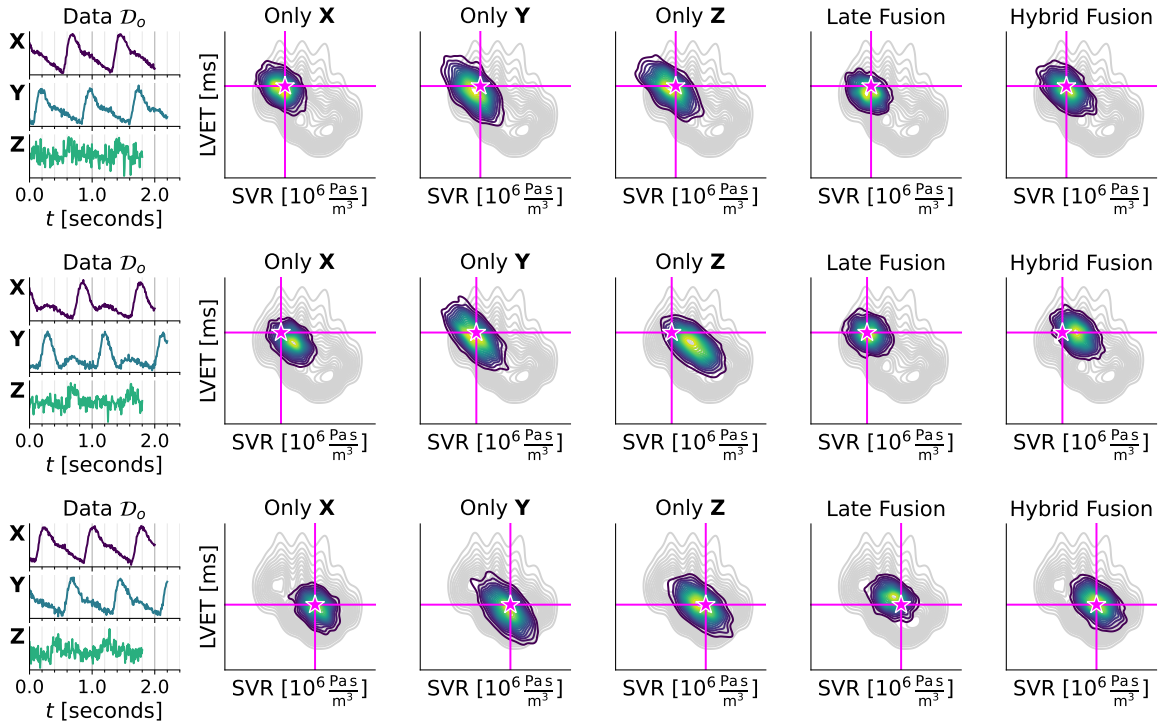 Data 𝒟ₒ
Only X
Only Y
Only Z
Late Fusion
Hybrid Fusion
X
Y
Z
0.0 1.0 2.0
t [seconds]
LVET [ms]
SVR [10⁶ Pa s/m³]
SVR [10⁶ Pa s/m³]
SVR [10⁶ Pa s/m³]
SVR [10⁶ Pa s/m³]
SVR [10⁶ Pa s/m³]
Data 𝒟ₒ
Only X
Only Y
Only Z
Late Fusion
Hybrid Fusion
X
Y
Z
0.0 1.0 2.0
t [seconds]
LVET [ms]
SVR [10⁶ Pa s/m³]
SVR [10⁶ Pa s/m³]
SVR [10⁶ Pa s/m³]
SVR [10⁶ Pa s/m³]
SVR [10⁶ Pa s/m³]
Data 𝒟ₒ
Only X
Only Y
Only Z
Late Fusion
Hybrid Fusion
X
Y
Z
0.0 1.0 2.0
t [seconds]
LVET [ms]
SVR [10⁶ Pa s/m³]
SVR [10⁶ Pa s/m³]
SVR [10⁶ Pa s/m³]
SVR [10⁶ Pa s/m³]
SVR [10⁶ Pa s/m³]